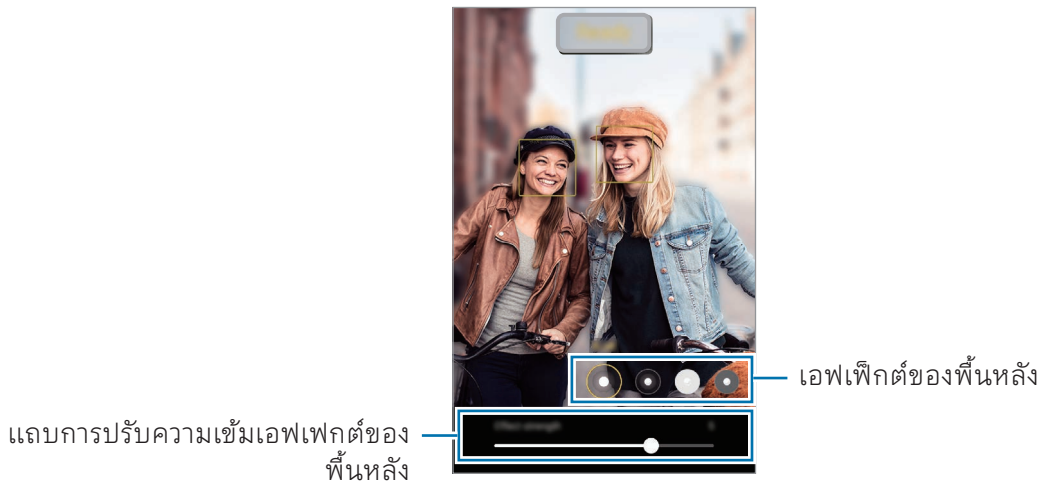 เอฟเฟ็กต์ของพื้นหลัง
แถบการปรับความเข้มเอฟเฟกต์ของ
พื้นหลัง